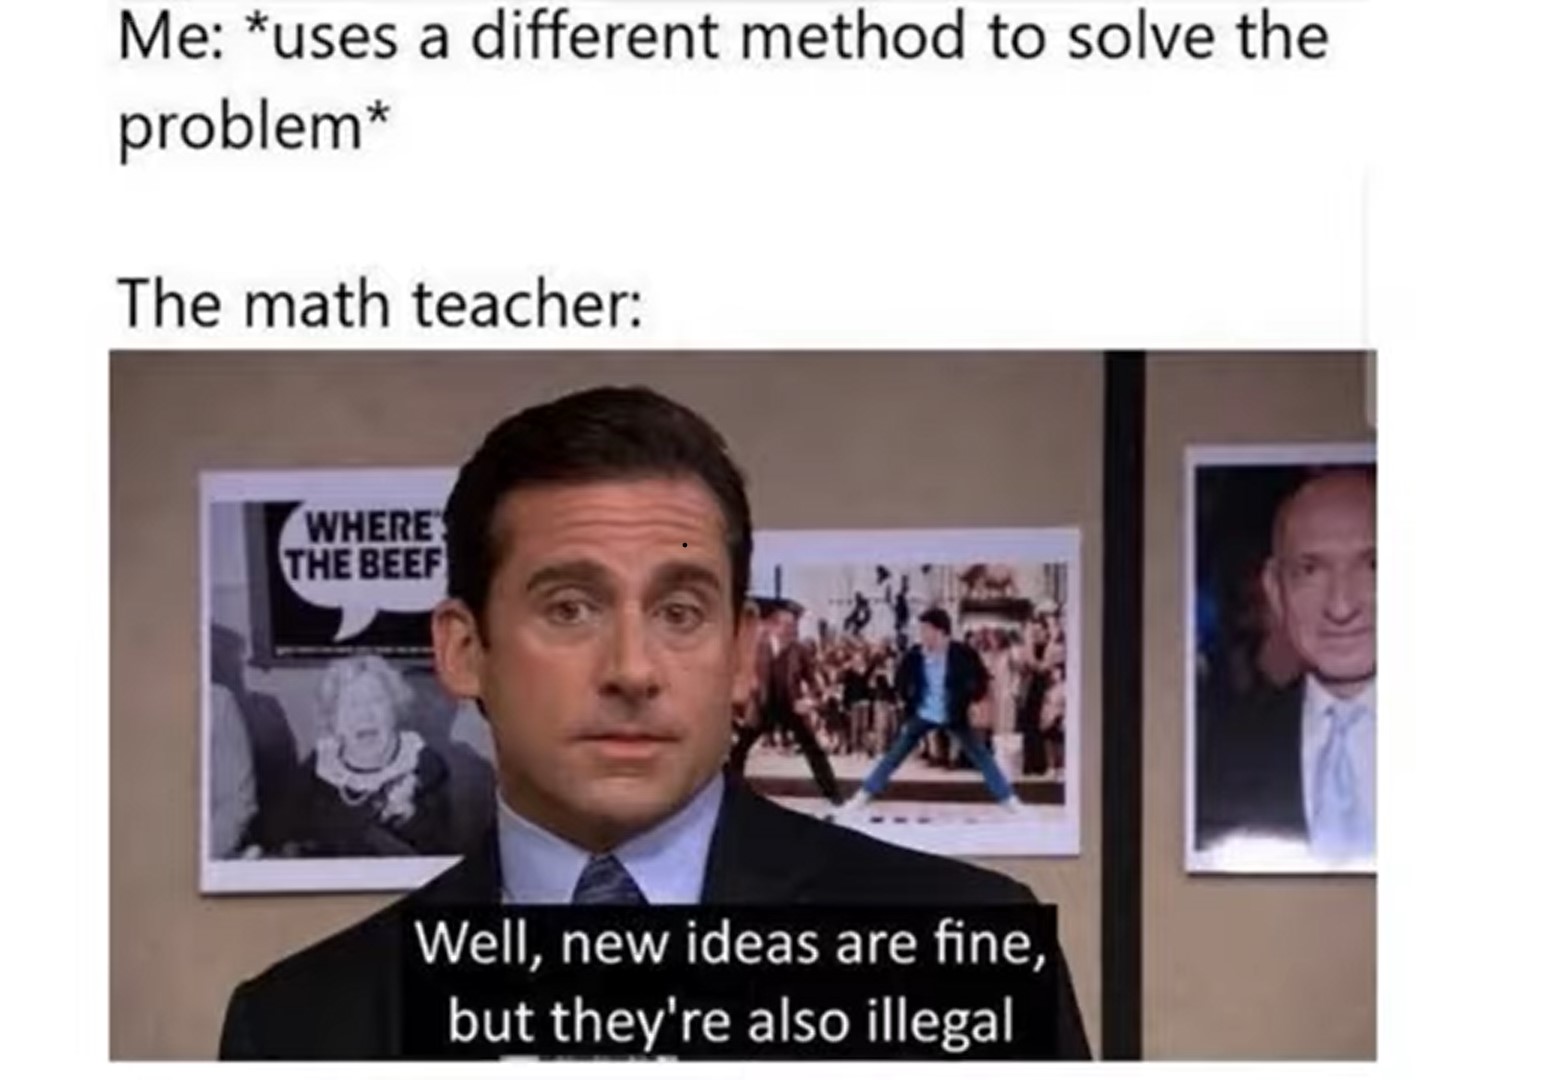 Me: *uses a different method to solve the
problem*
The math teacher:
WHERE'S
THE BEEF
Well, new ideas are fine,
but they're also illegal